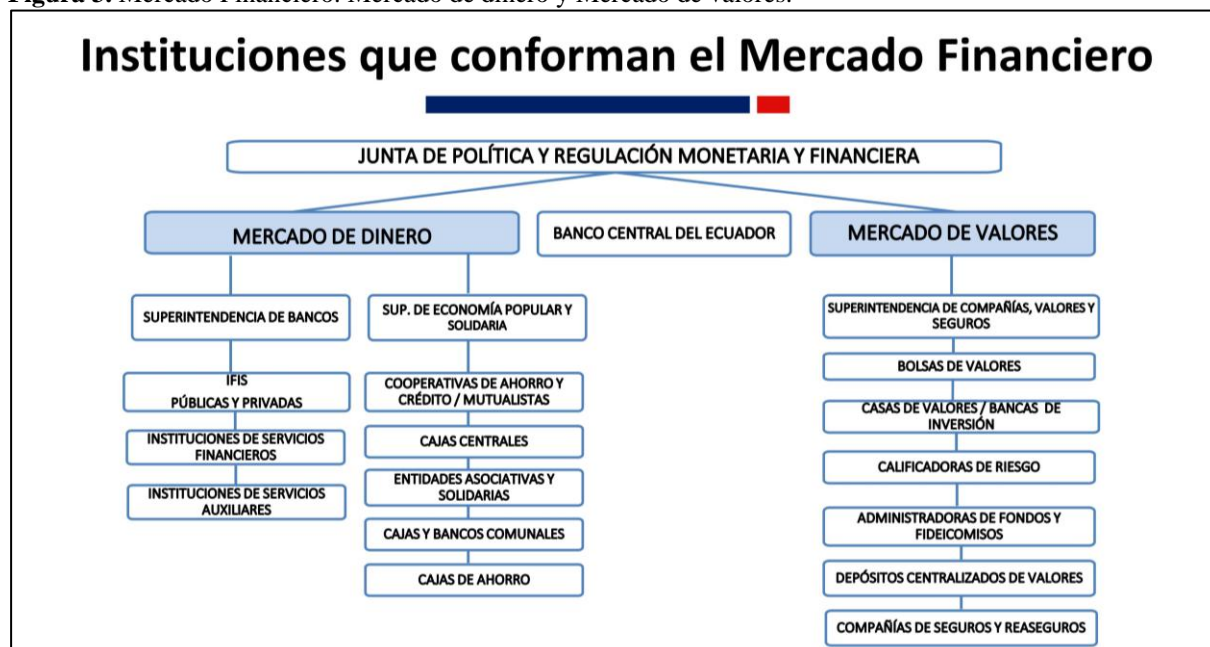 Figura 3. Mercado Financiero: Mercado de dinero y Mercado de valores.
Instituciones que conforman el Mercado Financiero
JUNTA DE POLÍTICA Y REGULACIÓN MONETARIA Y FINANCIERA
MERCADO DE DINERO
BANCO CENTRAL DEL ECUADOR
MERCADO DE VALORES
SUPERINTENDENCIA DE BANCOS
IFIS
PÚBLICAS Y PRIVADAS
INSTITUCIONES DE SERVICIOS
FINANCIEROS
INSTITUCIONES DE SERVICIOS
AUXILIARES
SUP. DE ECONOMÍA POPULAR Y
SOLIDARIA
COOPERATIVAS DE AHORRO Y
CRÉDITO / MUTUALISTAS
CAJAS CENTRALES
ENTIDADES ASOCIATIVAS Y
SOLIDARIAS
CAJAS Y BANCOS COMUNALES
CAJAS DE AHORRO
SUPERINTENDENCIA DE COMPAÑÍAS, VALORES Y
SEGUROS
BOLSAS DE VALORES
CASAS DE VALORES / BANCAS DE
INVERSIÓN
CALIFICADORAS DE RIESGO
ADMINISTRADORAS DE FONDOS Y
FIDEICOMISOS
DEPÓSITOS CENTRALIZADOS DE VALORES
COMPAÑÍAS DE SEGUROS Y REASEGUROS